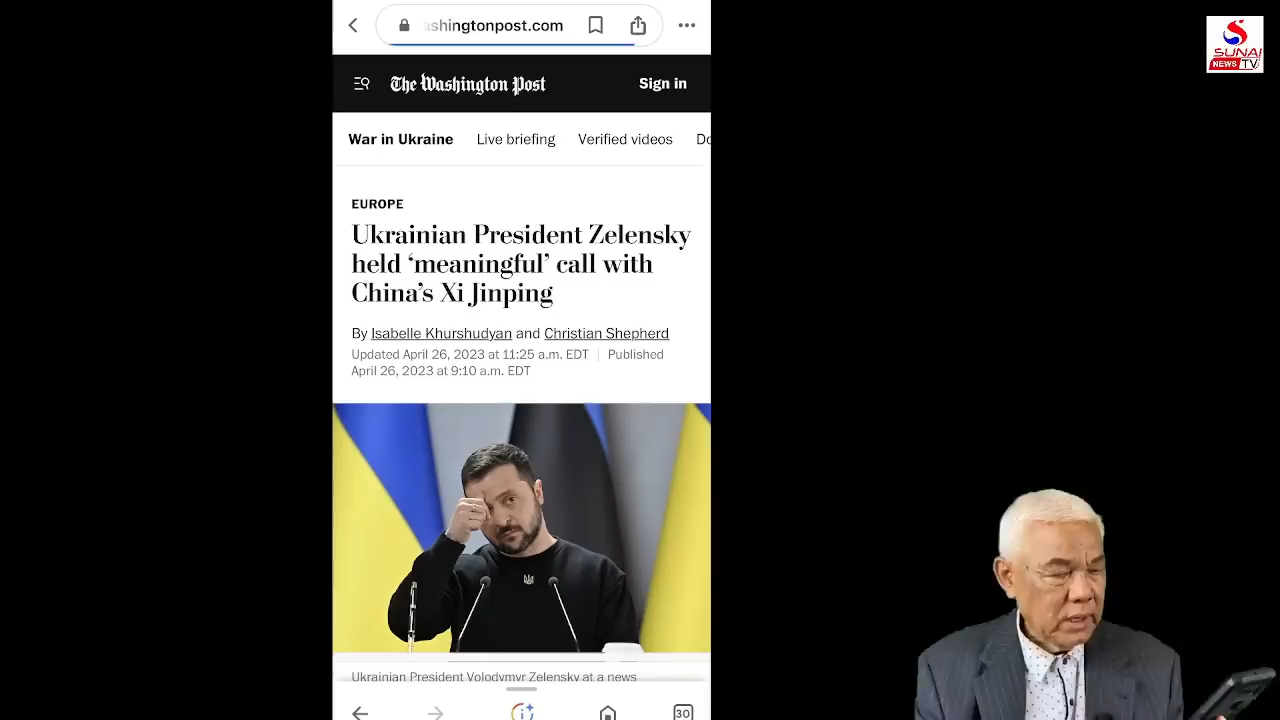 ashingtonpost.com
SUNAI
NEWS TV
The Washington Post
Sign in
War in Ukraine
Live briefing
Verified videos
Do
EUROPE
Ukrainian President Zelensky
held ‘meaningful’ call with
China’s Xi Jinping
By Isabelle Khurshudyan and Christian Shepherd
Updated April 26, 2023 at 11:25 a.m. EDT | Published
April 26, 2023 at 9:10 a.m. EDT
Ukrainian President Volodymyr Zelensky at a news
30